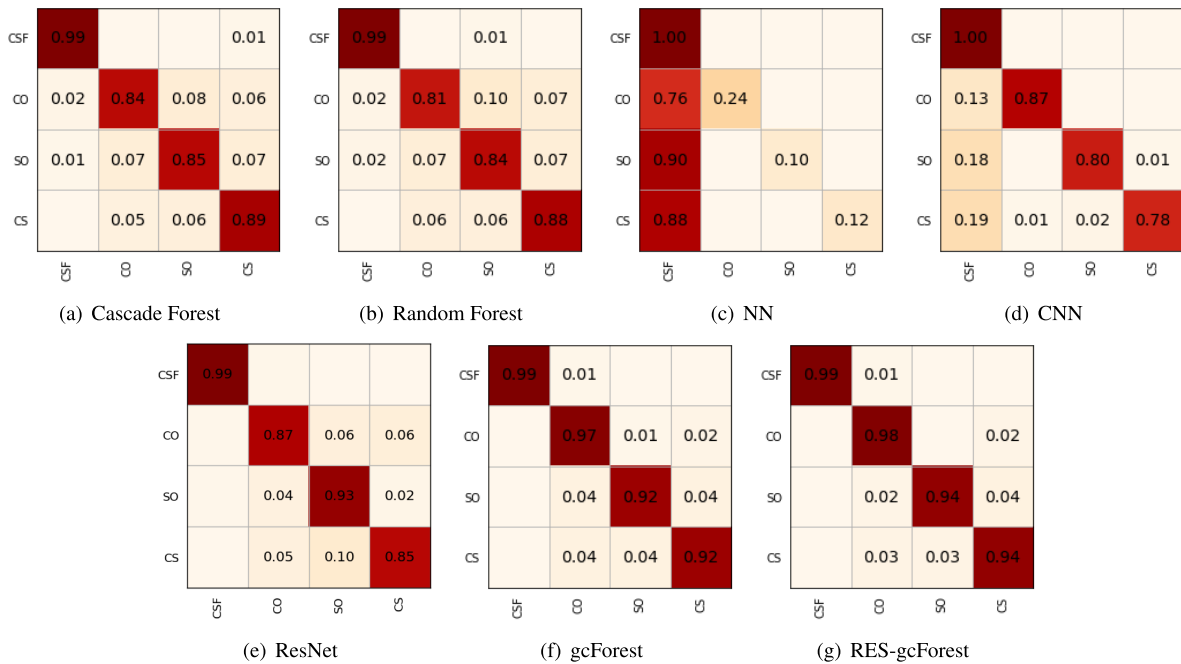 CSF 0.99 0.01
CO 0.02 0.84 0.08 0.06
SO 0.01 0.07 0.85 0.07
CS 0.05 0.06 0.89
CSF CO SO CS
(a) Cascade Forest
CSF 0.99 0.01
CO 0.02 0.81 0.10 0.07
SO 0.02 0.07 0.84 0.07
CS 0.06 0.06 0.88
CSF CO SO CS
(b) Random Forest
CSF 1.00
CO 0.76 0.24
SO 0.90 0.10
CS 0.88 0.12
CSF CO SO CS
(c) NN
CSF 1.00
CO 0.13 0.87
SO 0.18 0.80 0.01
CS 0.19 0.01 0.02 0.78
CSF CO SO CS
(d) CNN
CSF 0.99
CO 0.87 0.06 0.06
SO 0.04 0.93 0.02
CS 0.05 0.10 0.85
CSF CO SO CS
(e) ResNet
CSF 0.99 0.01
CO 0.97 0.01 0.02
SO 0.04 0.92 0.04
CS 0.04 0.04 0.92
CSF CO SO CS
(f) gcForest
CSF 0.99 0.01
CO 0.98 0.02
SO 0.02 0.94 0.04
CS 0.03 0.03 0.94
CSF CO SO CS
(g) RES-gcForest